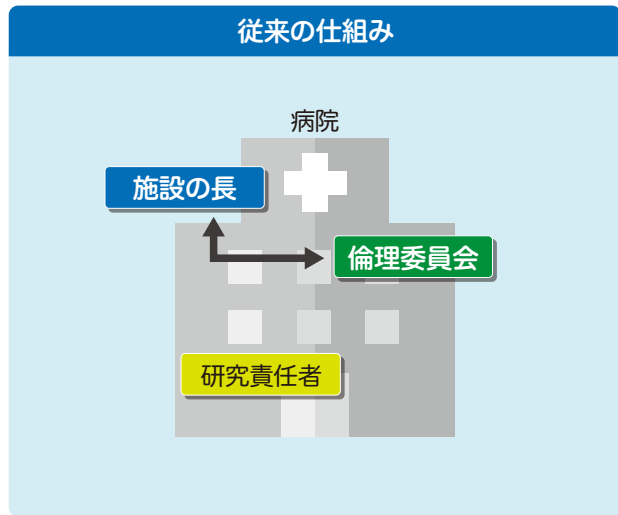 従来の仕組み
病院
施設の長
倫理委員会
研究責任者